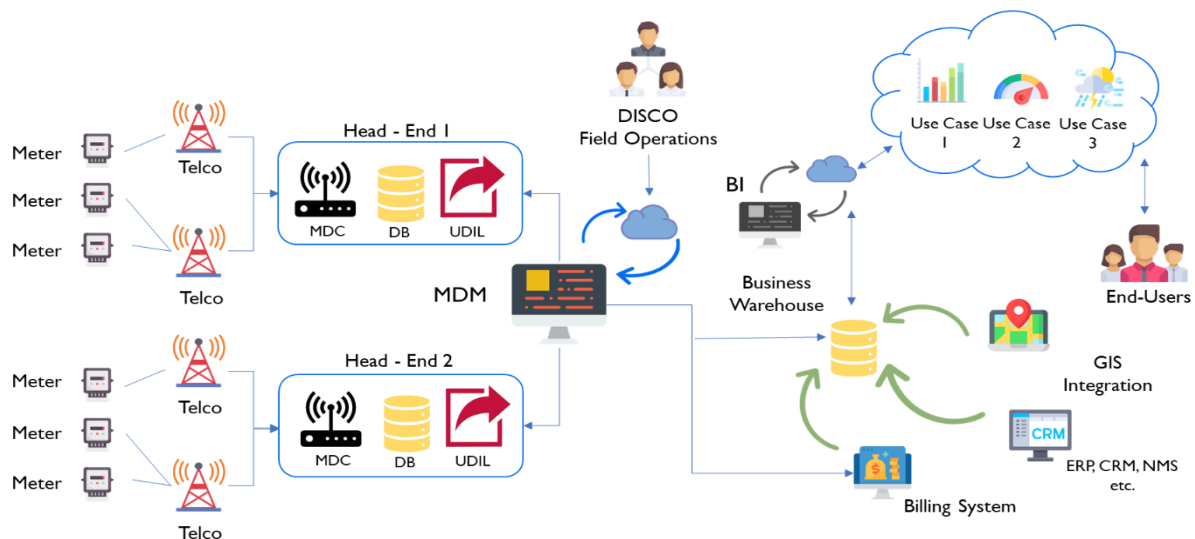 Meter
Meter
Meter
Telco
Telco
Head - End 1
MDC
DB
UDIL
DISCO
Field Operations
MDM
Meter
Meter
Meter
Telco
Telco
Head - End 2
MDC
DB
UDIL
BI
Use Case
1
Use Case
2
Use Case
3
End-Users
Business
Warehouse
GIS
Integration
CRM
ERP, CRM, NMS
etc.
Billing System